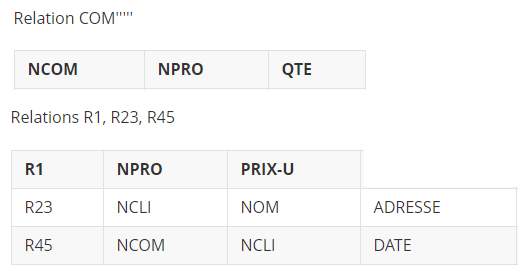 Relation COM'''''
NCOM NPRO QTE
Relations R1, R23, R45
R1 NPRO PRIX-U
R23 NCLI NOM ADRESSE
R45 NCOM NCLI DATE